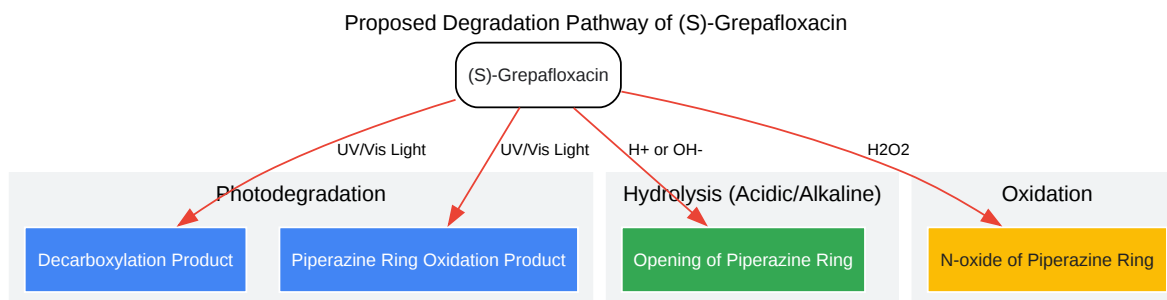 Proposed Degradation Pathway of (S)-Grepafloxacin
(S)-Grepafloxacin
UV/Vis Light
UV/Vis Light
H+ or OH-
H2O2
Photodegradation
Hydrolysis (Acidic/Alkaline)
Oxidation
Decarboxylation Product
Piperazine Ring Oxidation Product
Opening of Piperazine Ring
N-oxide of Piperazine Ring